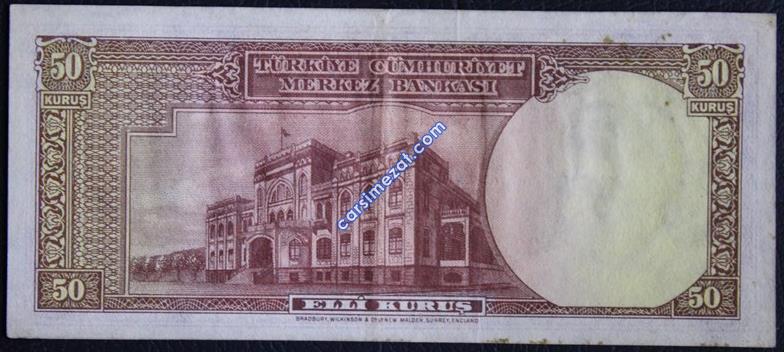 50
KURUŞ
TÜRKİYE CUMHURİYET
MERKEZ BANKASI
50
KURUŞ
carsimezat.com
50
ELLİ KURUŞ
50
BRADBURY, WILKINSON & Co Ld NEW MALDEN, SURREY, ENGLAND